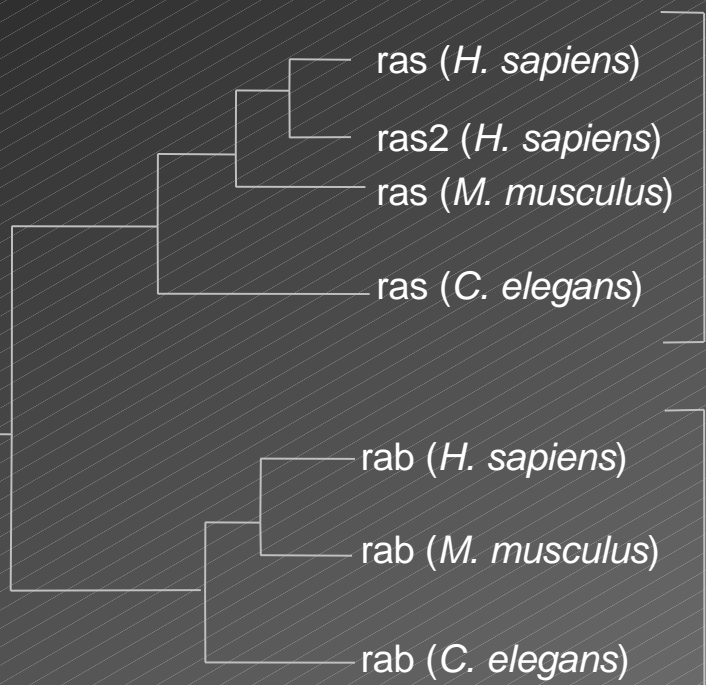 ras (H. sapiens)
ras2 (H. sapiens)
ras (M. musculus)
ras (C. elegans)
rab (H. sapiens)
rab (M. musculus)
rab (C. elegans)